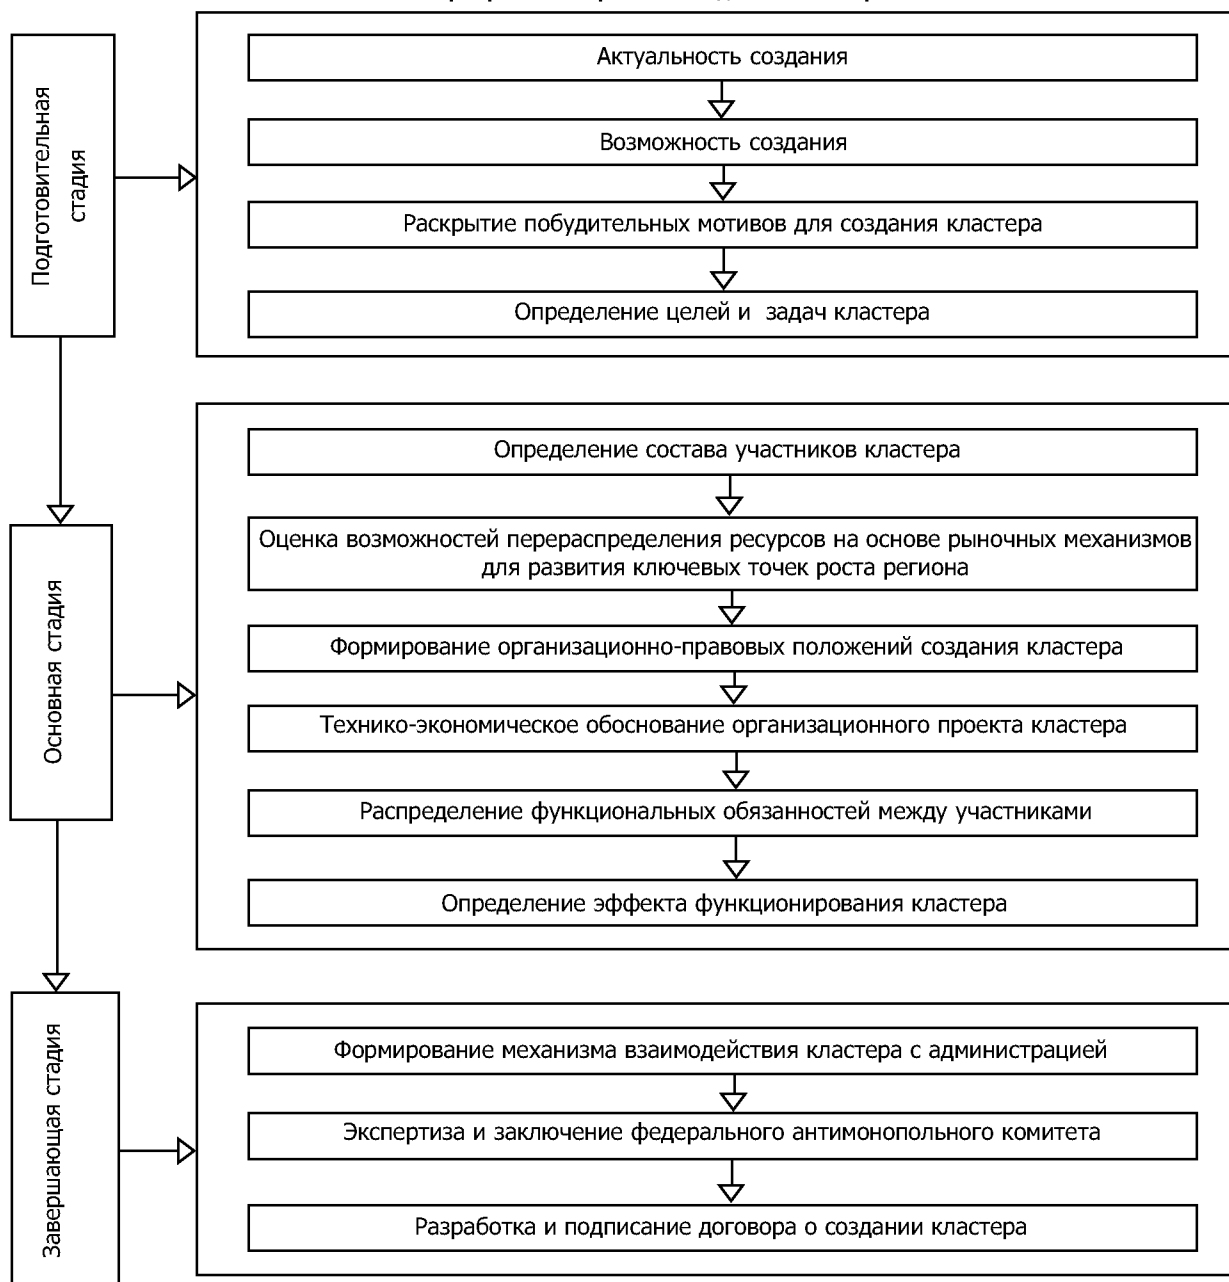 Подготовительная
стадия
Актуальность создания
Возможность создания
Раскрытие побудительных мотивов для создания кластера
Определение целей и задач кластера
Основная стадия
Определение состава участников кластера
Оценка возможностей перераспределения ресурсов на основе рыночных механизмов
для развития ключевых точек роста региона
Формирование организационно-правовых положений создания кластера
Технико-экономическое обоснование организационного проекта кластера
Распределение функциональных обязанностей между участниками
Определение эффекта функционирования кластера
Завершающая стадия
Формирование механизма взаимодействия кластера с администрацией
Экспертиза и заключение федерального антимонопольного комитета
Разработка и подписание договора о создании кластера